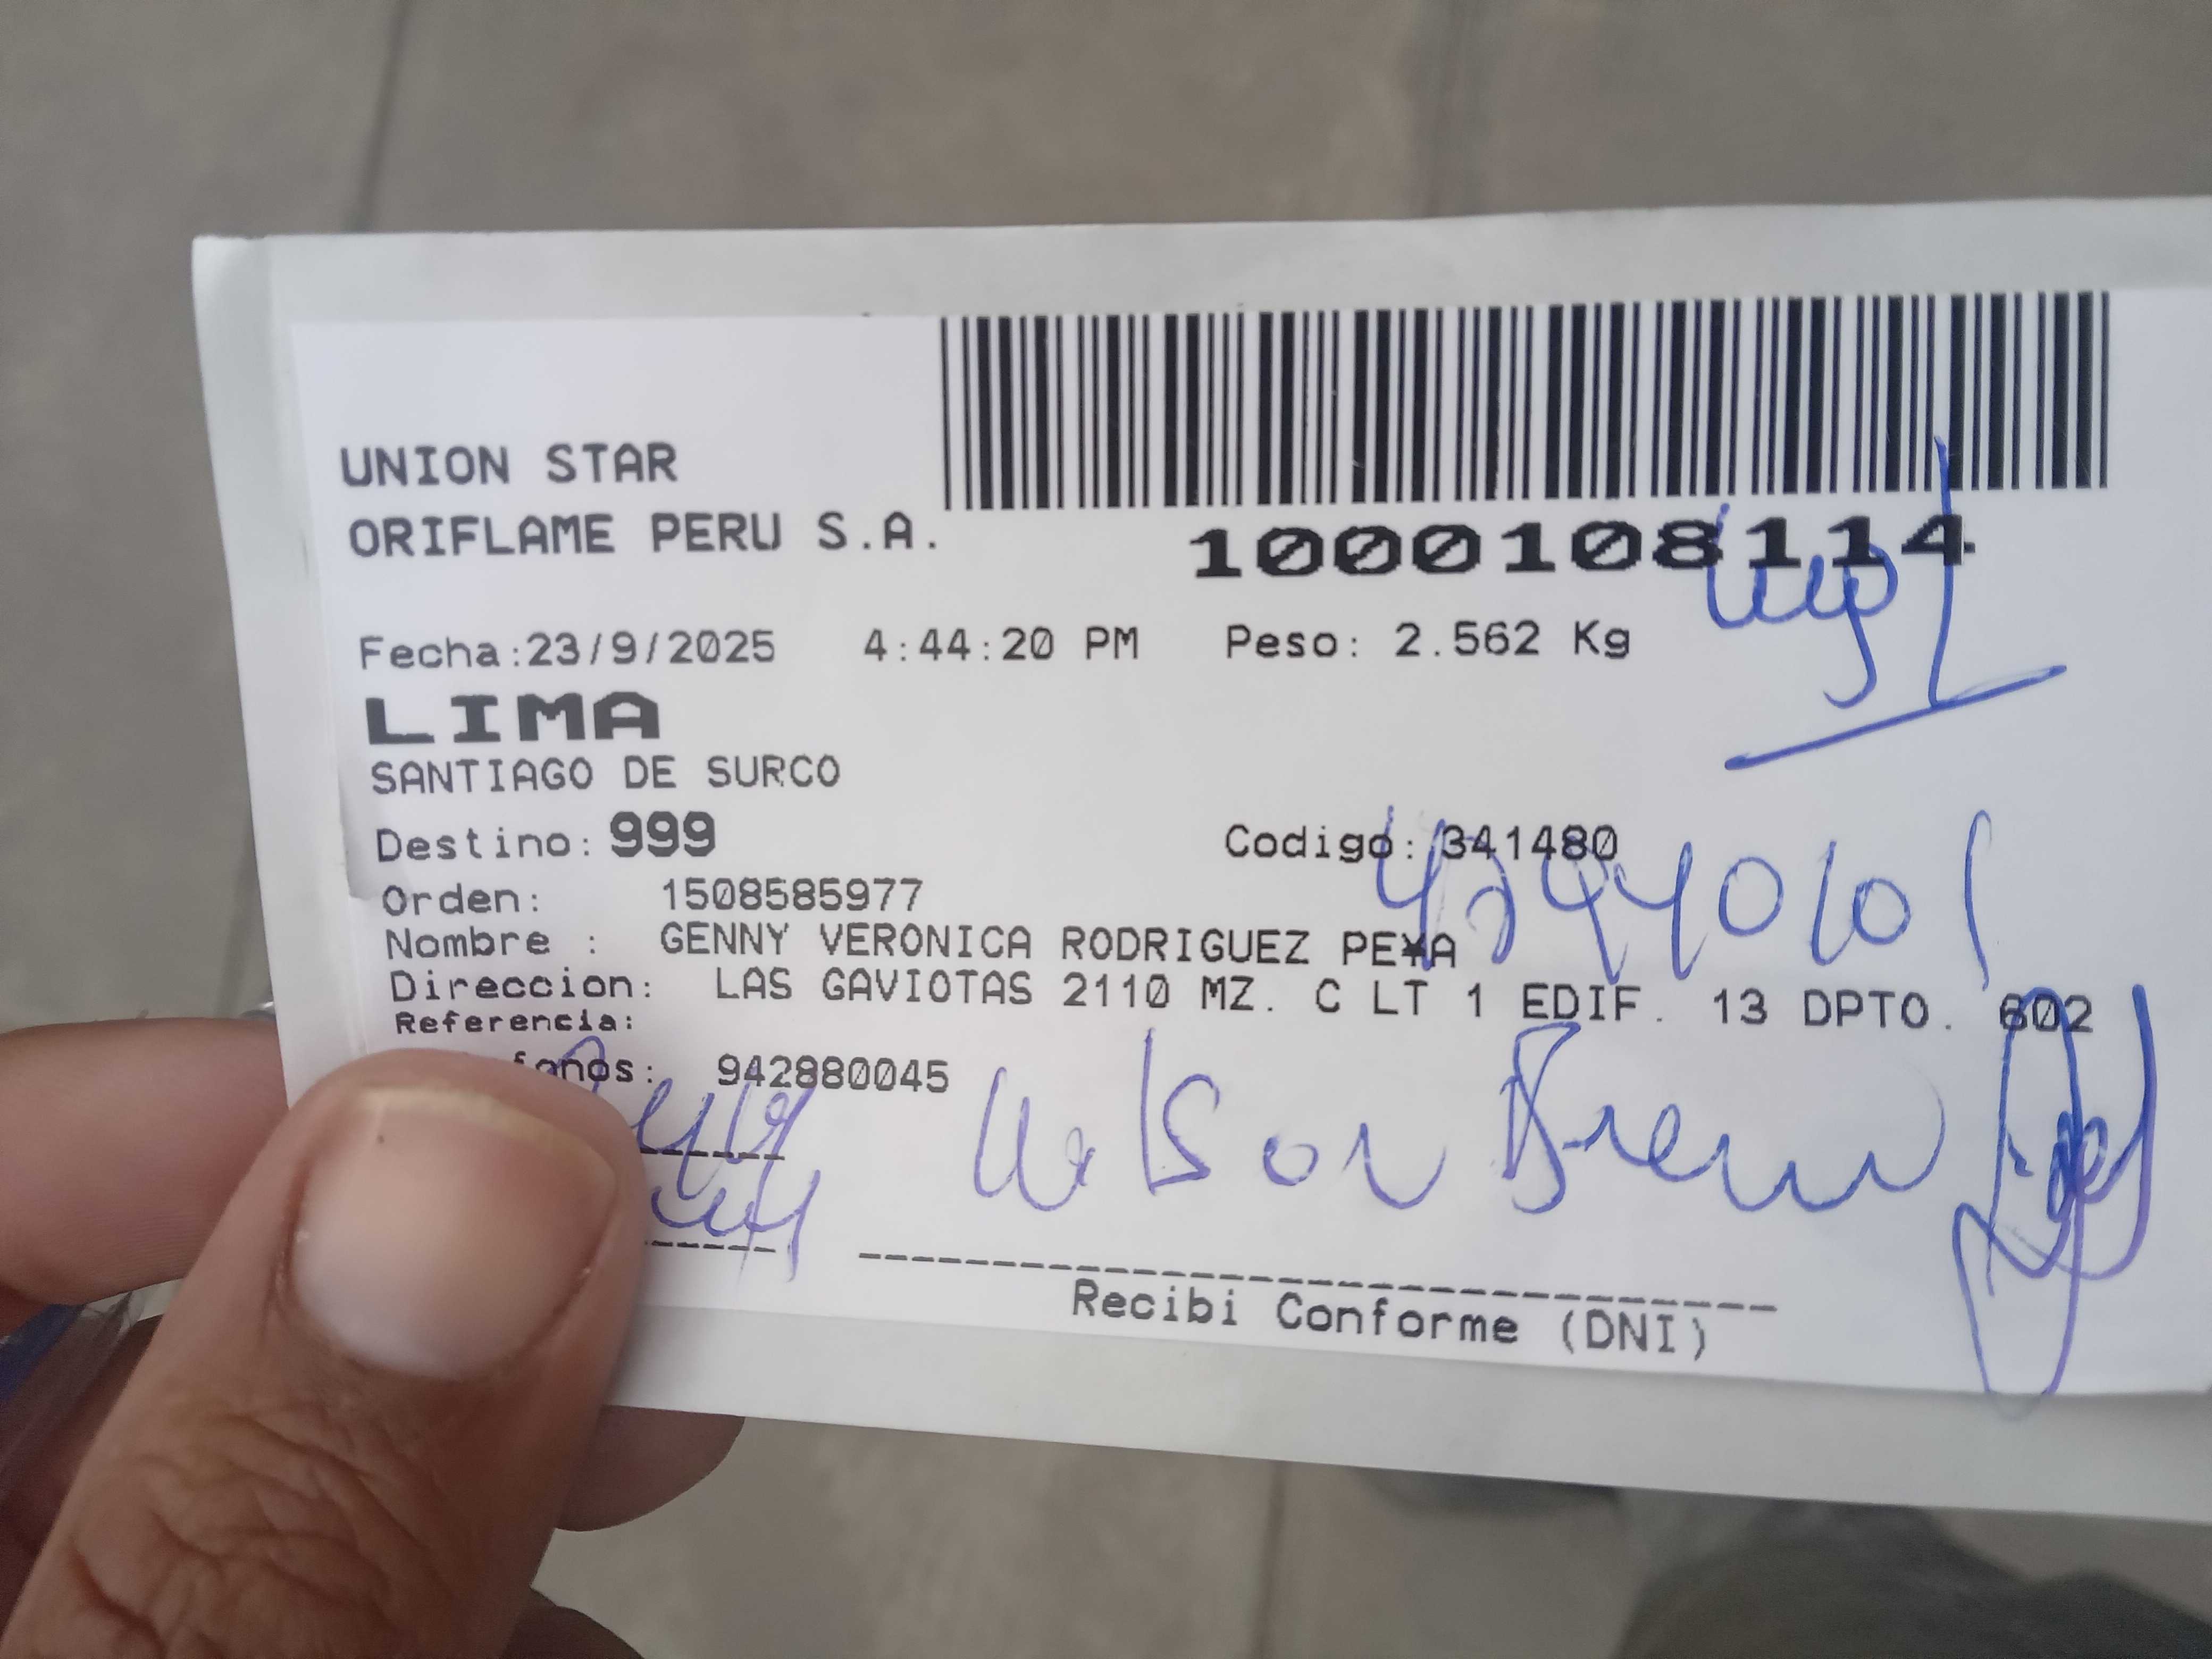 UNION STAR
ORIFLAME PERU S.A.
1000108114
Fecha:23/9/2025 4:44:20 PM Peso: 2.562 Kg
LIMA
SANTIAGO DE SURCO
Destino: 999 Codigo: 341480
Orden: 1508585977
Nombre : GENNY VERONICA RODRIGUEZ PE¥A
Direccion: LAS GAVIOTAS 2110 MZ. C LT 1 EDIF. 13 DPTO. 602
Referencia:
942880045
Wilson
Recibi Conforme (DNI)